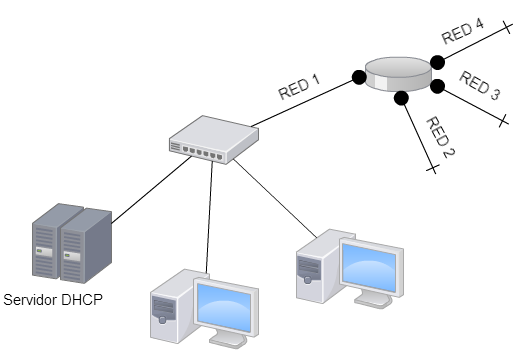 RED 4
RED 3
RED 1
RED 2
Servidor DHCP